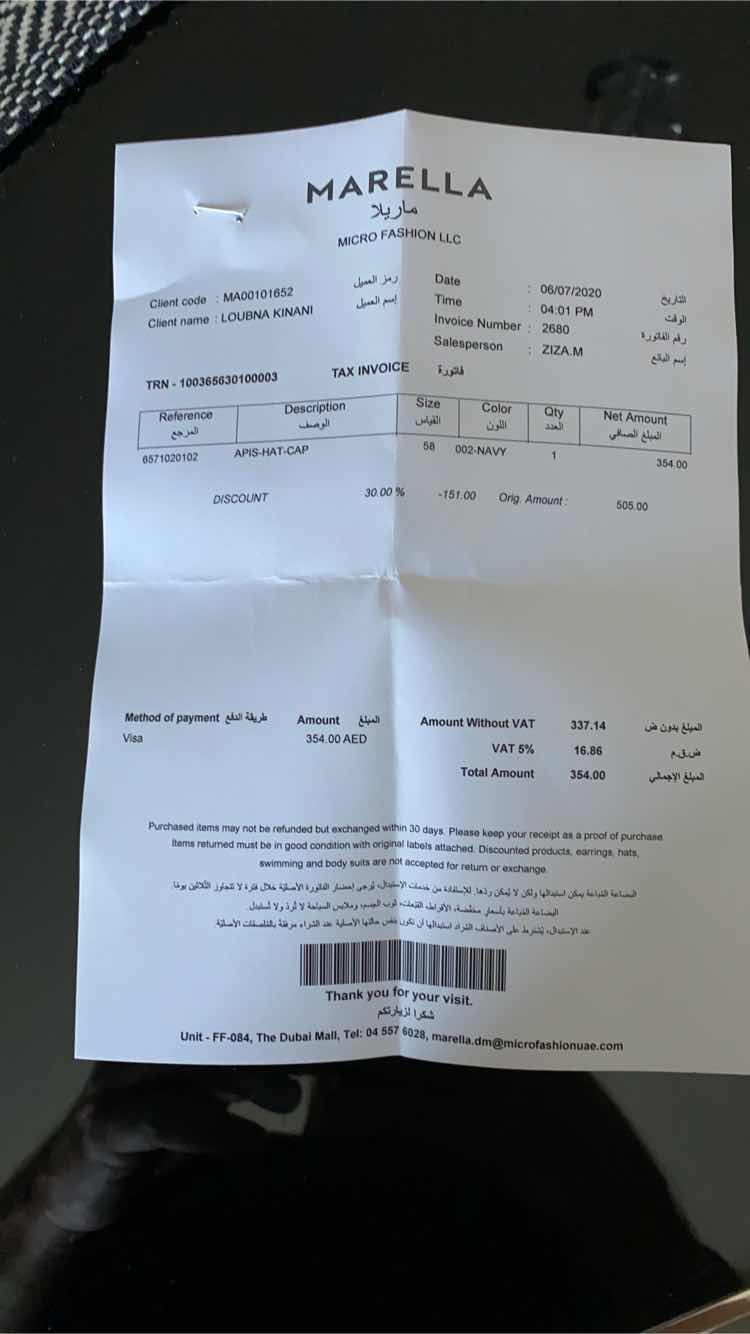 MARELLA
ماريلا
MICRO FASHION LLC
Client code : MA00101652 رمز العميل
Client name : LOUBNA KINANI إسم العميل
Date : 06/07/2020 التاريخ
Time : 04:01 PM الوقت
Invoice Number : 2680 رقم الفاتورة
Salesperson : ZIZA.M إسم البائع
TRN - 100365630100003 TAX INVOICE فاتورة
Reference Description Size Color Qty Net Amount
المرجع الوصف القياس اللون العدد المبلغ الصافي
6571020102 APIS-HAT-CAP 58 002-NAVY 1 354.00
DISCOUNT 30.00 % -151.00 Orig. Amount : 505.00
Method of payment طريقة الدفع Amount المبلغ
Visa 354.00 AED
Amount Without VAT 337.14 المبلغ بدون ض
VAT 5% 16.86 ض.ق.م
Total Amount 354.00 المبلغ الإجمالي
Purchased items may not be refunded but exchanged within 30 days. Please keep your receipt as a proof of purchase.
Items returned must be in good condition with original labels attached. Discounted products, earrings, hats,
swimming and body suits are not accepted for return or exchange.
البضاعة المباعة يمكن استبدالها ولكن لا يمكن ردها. للإستفادة من خدمات الإستبدال، يُرجى إحضار الفاتورة الأصلية خلال فترة لا تتجاوز الثلاثين يومًا.
البضاعة المباعة بأسعار مخفضة، الأقراط، القبعات، ثوب الجسم، وملابس السباحة لا تُرد ولا تُستبدل.
عند الإستبدال، يُشترط على الأصناف المُراد استبدالها أن تكون بنفس حالتها الأصلية عند الشراء مرفقة بالملصقات الأصلية.
Thank you for your visit.
شكرا لزيارتكم
Unit - FF-084, The Dubai Mall, Tel: 04 557 6028, marella.dm@microfashionuae.com